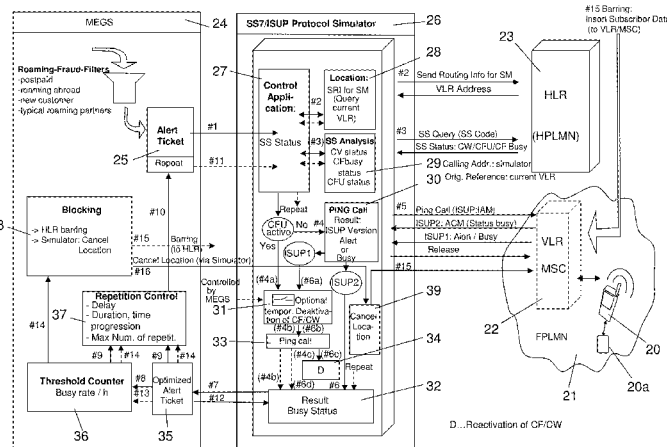 #15 Barring:
Insert Subscriber Data
(to VLR/MSC)
MEGS
24
SS7/ISUP Protocol Simulator
26
23
Roaming-Fraud-Filters
-postpaid
-roaming abroad
-new customer
-typical roaming partners
Alert
Ticket
25
Repeat
#1
#11
#10
27
Control
Appli-
cation:
SS Status
28
Location:
SRI for SM
(Query
current
VLR)
#2
(#3)
SS Analysis
CV status
CFbusy
status
CFU status
29
30
#2
Send Routing Info for SM
VLR Address
#3
SS Query (SS Code)
SS Status: CW/CFU/CF Busy
Calling Addr.: simulator
Orig. Reference: current VLR
HLR
(HPLMN)
Repeat
CFU
activo
No
#4
Yes
PING Call
Result:
ISUP Version
Alert
or
Busy
#5
Ping Call (ISUP:IAM)
ISUP2: ACM (Status busy)
ISUP1: Alon / Busy
Release
#15
VLR
MSC
22
FPLMN
21
20
20a
Blocking
-> HLR barring
-> Simulator: Cancel
Location
#15
Barring
(to HLR)
Cancel Location (via Simulator)
#16
ISUP1
ISUP2
(#4a)
(#6a)
Controlled
by
MEGS
31
Optional
tempor. Deaktiva-
tion of CF/CW
39
Cancel
Loca-
tion
Repetition Control
- Delay
- Duration, time
progression
- Max Num. of repetit.
37
#14
#9
#14
#9
#14
(#4b)
(#6b)
33
Ping call
34
(#4c)
(#6c)
D
Repeat
(#4b)
(#6d)
#6
Threshold Counter
Busy rate / h
36
#8
#13
Optimized
Alert
Ticket
35
#7
#12
Result
Busy Status
32
D...Reactivation of CF/CW